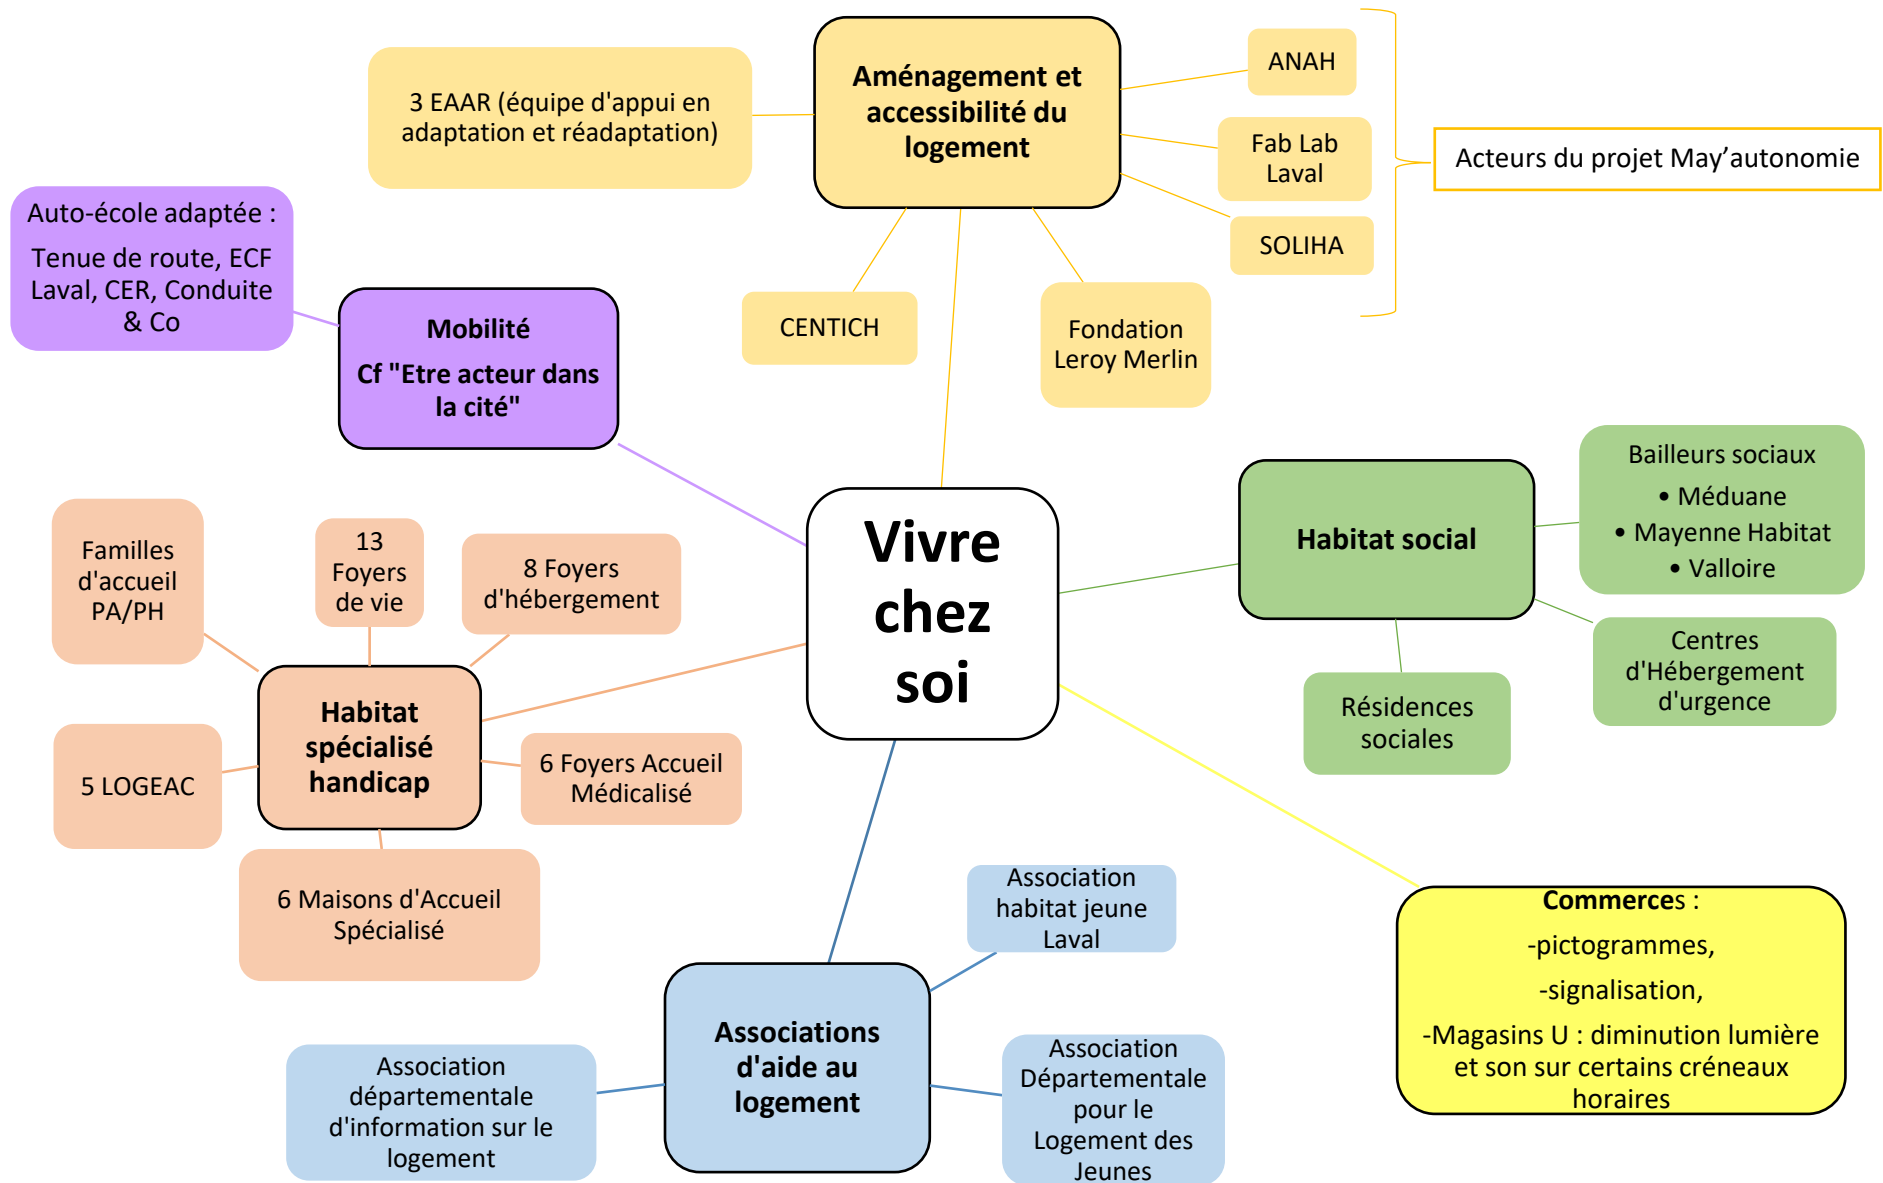 Aménagement et
accessibilité du
logement
3 EAAR (équipe d'appui en
adaptation et réadaptation)
ANAH
Fab Lab
Laval
SOLIHA
Acteurs du projet May’autonomie
CENTICH
Fondation
Leroy Merlin
Auto-école adaptée :
Tenue de route, ECF
Laval, CER, Conduite
& Co
Mobilité
Cf "Etre acteur dans
la cité"
Vivre
chez
soi
Habitat social
Bailleurs sociaux
• Méduane
• Mayenne Habitat
• Valloire
Centres
d'Hébergement
d'urgence
Résidences
sociales
Familles
d'accueil
PA/PH
13
Foyers
de vie
8 Foyers
d'hébergement
Habitat
spécialisé
handicap
5 LOGEAC
6 Foyers Accueil
Médicalisé
6 Maisons d'Accueil
Spécialisé
Commerces :
-pictogrammes,
-signalisation,
-Magasins U : diminution lumière
et son sur certains créneaux
horaires
Association
habitat jeune
Laval
Associations
d'aide au
logement
Association
départementale
d'information sur le
logement
Association
Départementale
pour le
Logement des
Jeunes